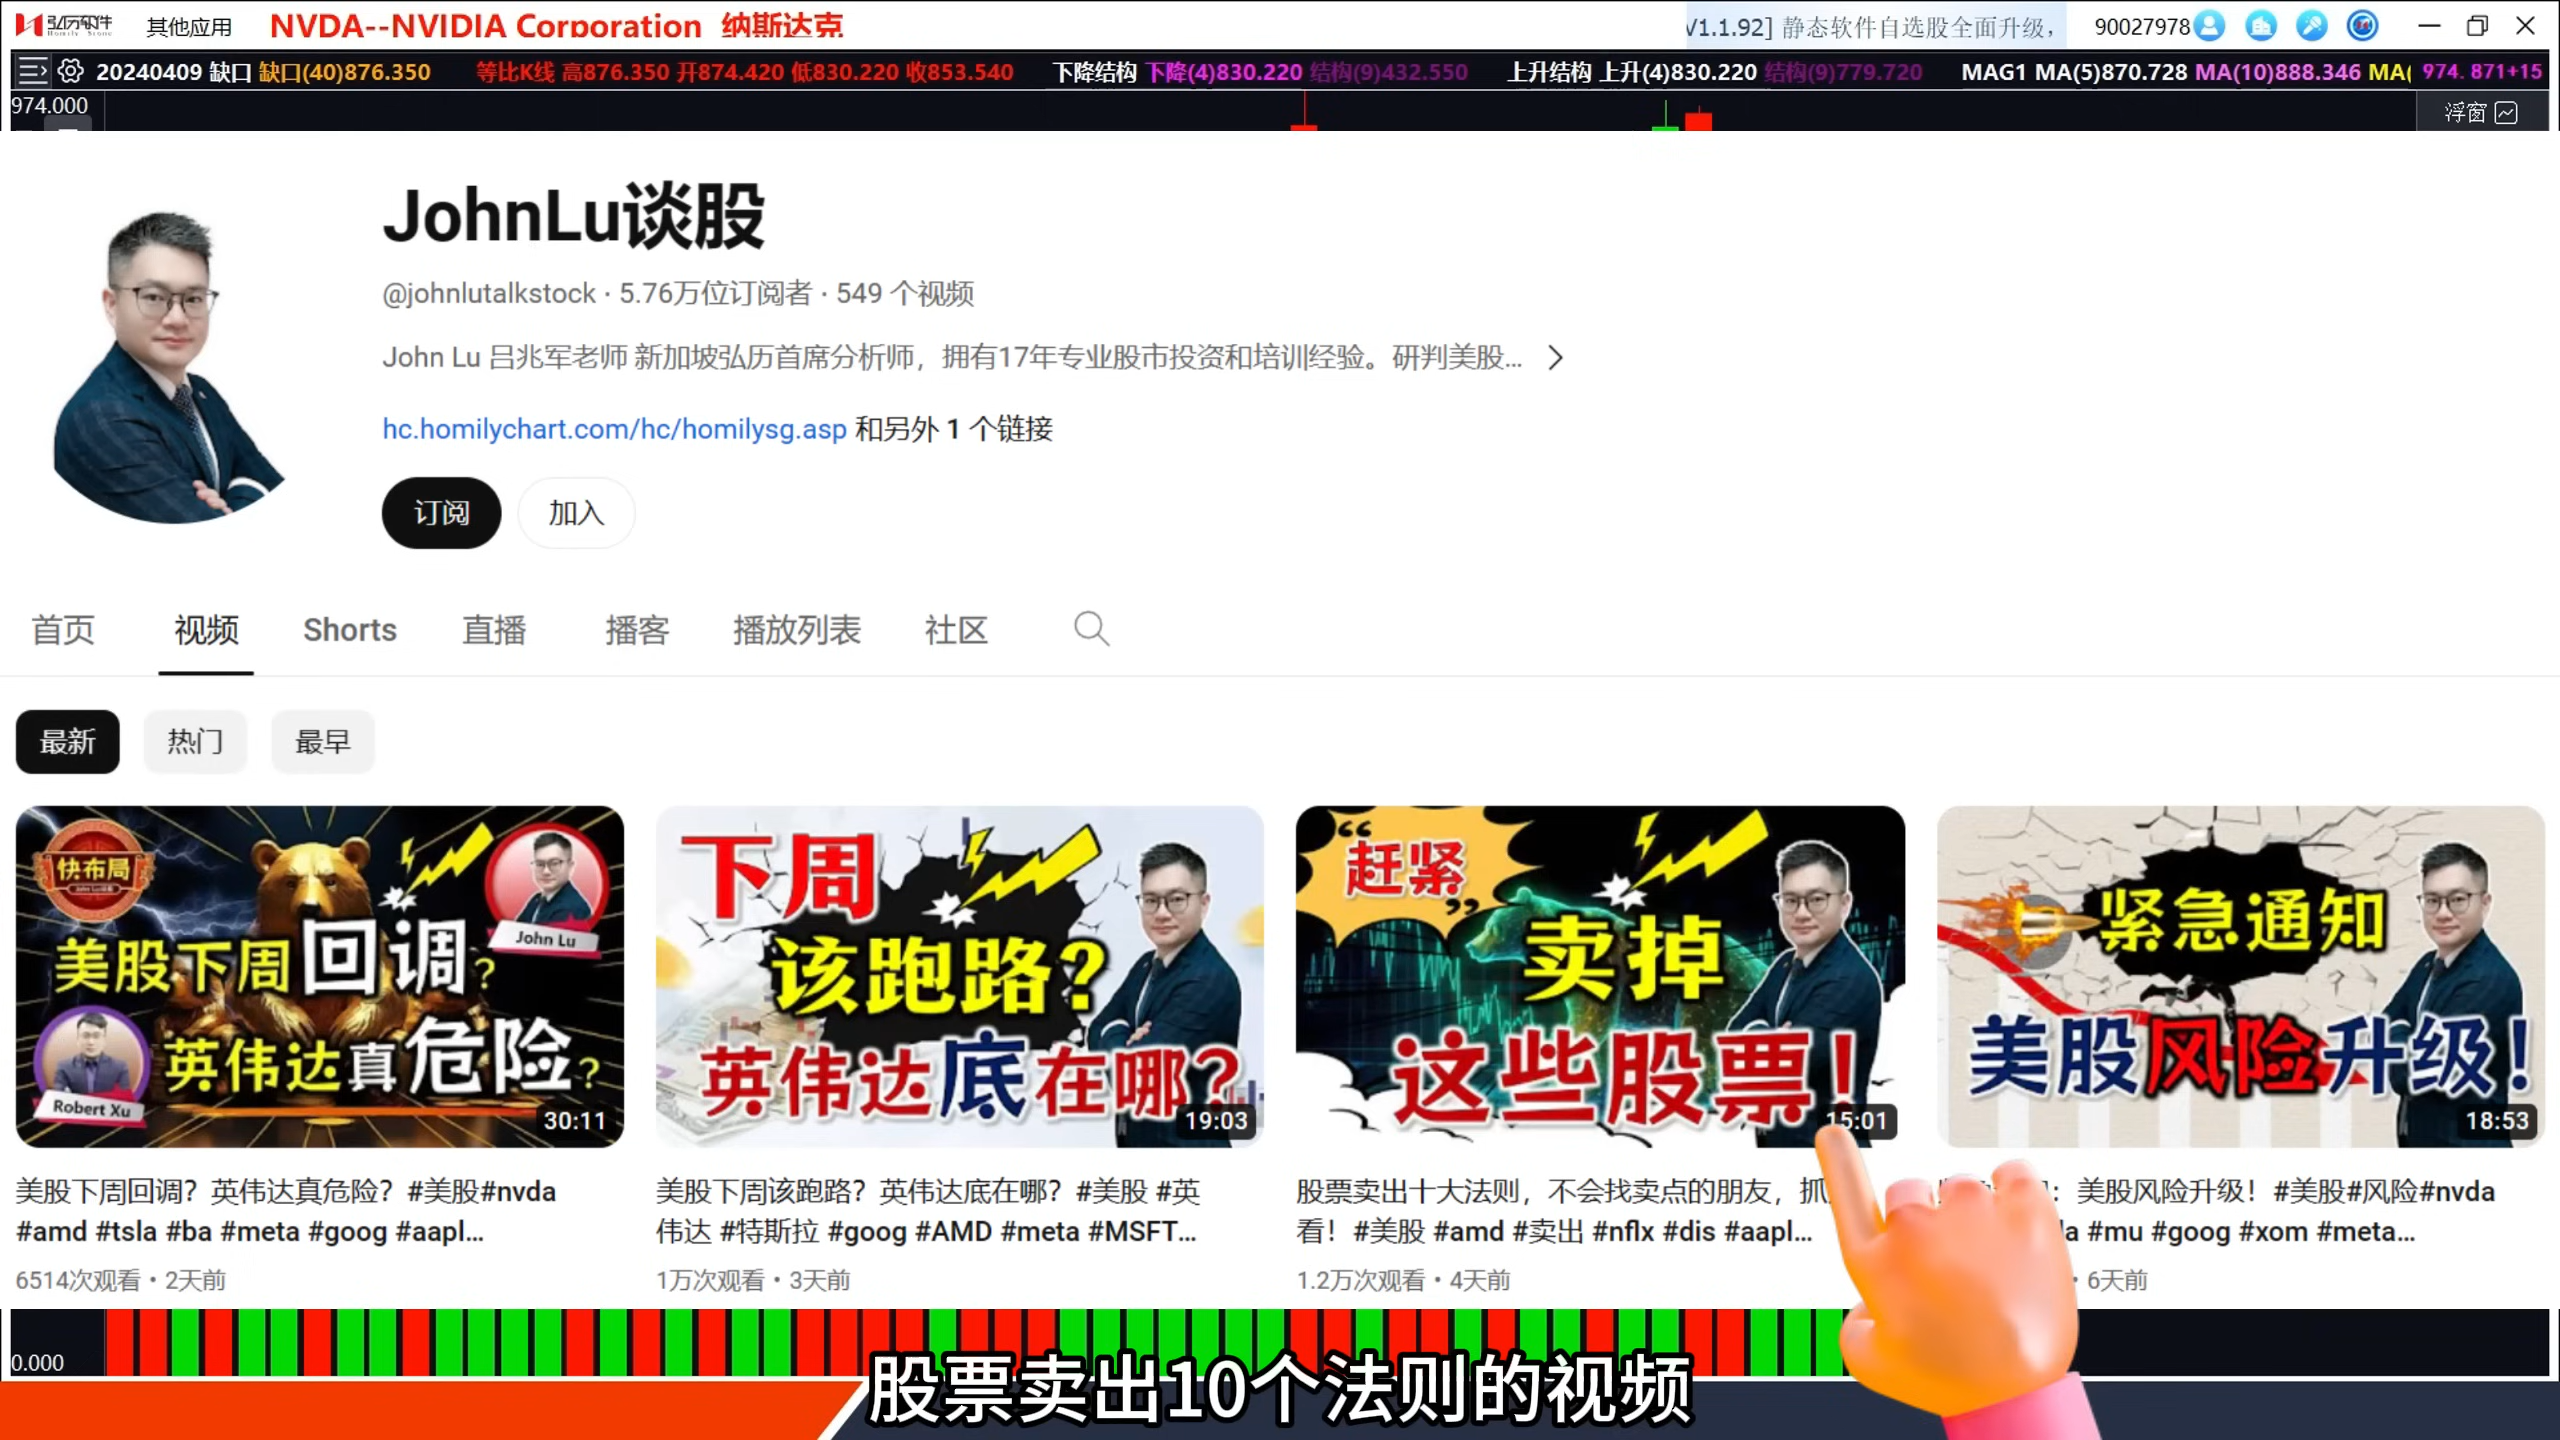 弘历软件
Homily Stone
其他应用
NVDA--NVIDIA Corporation 纳斯达克
V1.1.92] 静态软件自选股全面升级，
90027978
20240409 缺口 缺口(40)876.350 等比K线 高876.350 开874.420 低830.220 收853.540 下降结构 下降(4)830.220 结构(9)432.550 上升结构 上升(4)830.220 结构(9)779.720 MAG1 MA(5)870.728 MA(10)888.346 MA( 974. 871+15
974.000
浮窗
JohnLu谈股
@johnlutalkstock · 5.76万位订阅者 · 549 个视频
John Lu 吕兆军老师 新加坡弘历首席分析师，拥有17年专业股市投资和培训经验。研判美股...
hc.homilychart.com/hc/homilysg.asp 和另外 1 个链接
订阅
加入
首页 视频 Shorts 直播 播客 播放列表 社区
最新 热门 最早
快布局
John Lu
美股下周回调?
英伟达真危险?
Robert Xu
30:11
美股下周回调？英伟达真危险？#美股#nvda
#amd #tsla #ba #meta #goog #aapl...
6514次观看 · 2天前
下周
该跑路?
英伟达底在哪?
19:03
美股下周该跑路？英伟达底在哪？#美股 #英
伟达 #特斯拉 #goog #AMD #meta #MSFT...
1万次观看 · 3天前
“赶紧”
卖掉
这些股票!
15:01
股票卖出十大法则，不会找卖点的朋友，抓
看！#美股 #amd #卖出 #nflx #dis #aapl...
1.2万次观看 · 4天前
紧急通知
美股风险升级!
18:53
：美股风险升级！#美股#风险#nvda
la #mu #goog #xom #meta...
· 6天前
0.000
股票卖出10个法则的视频